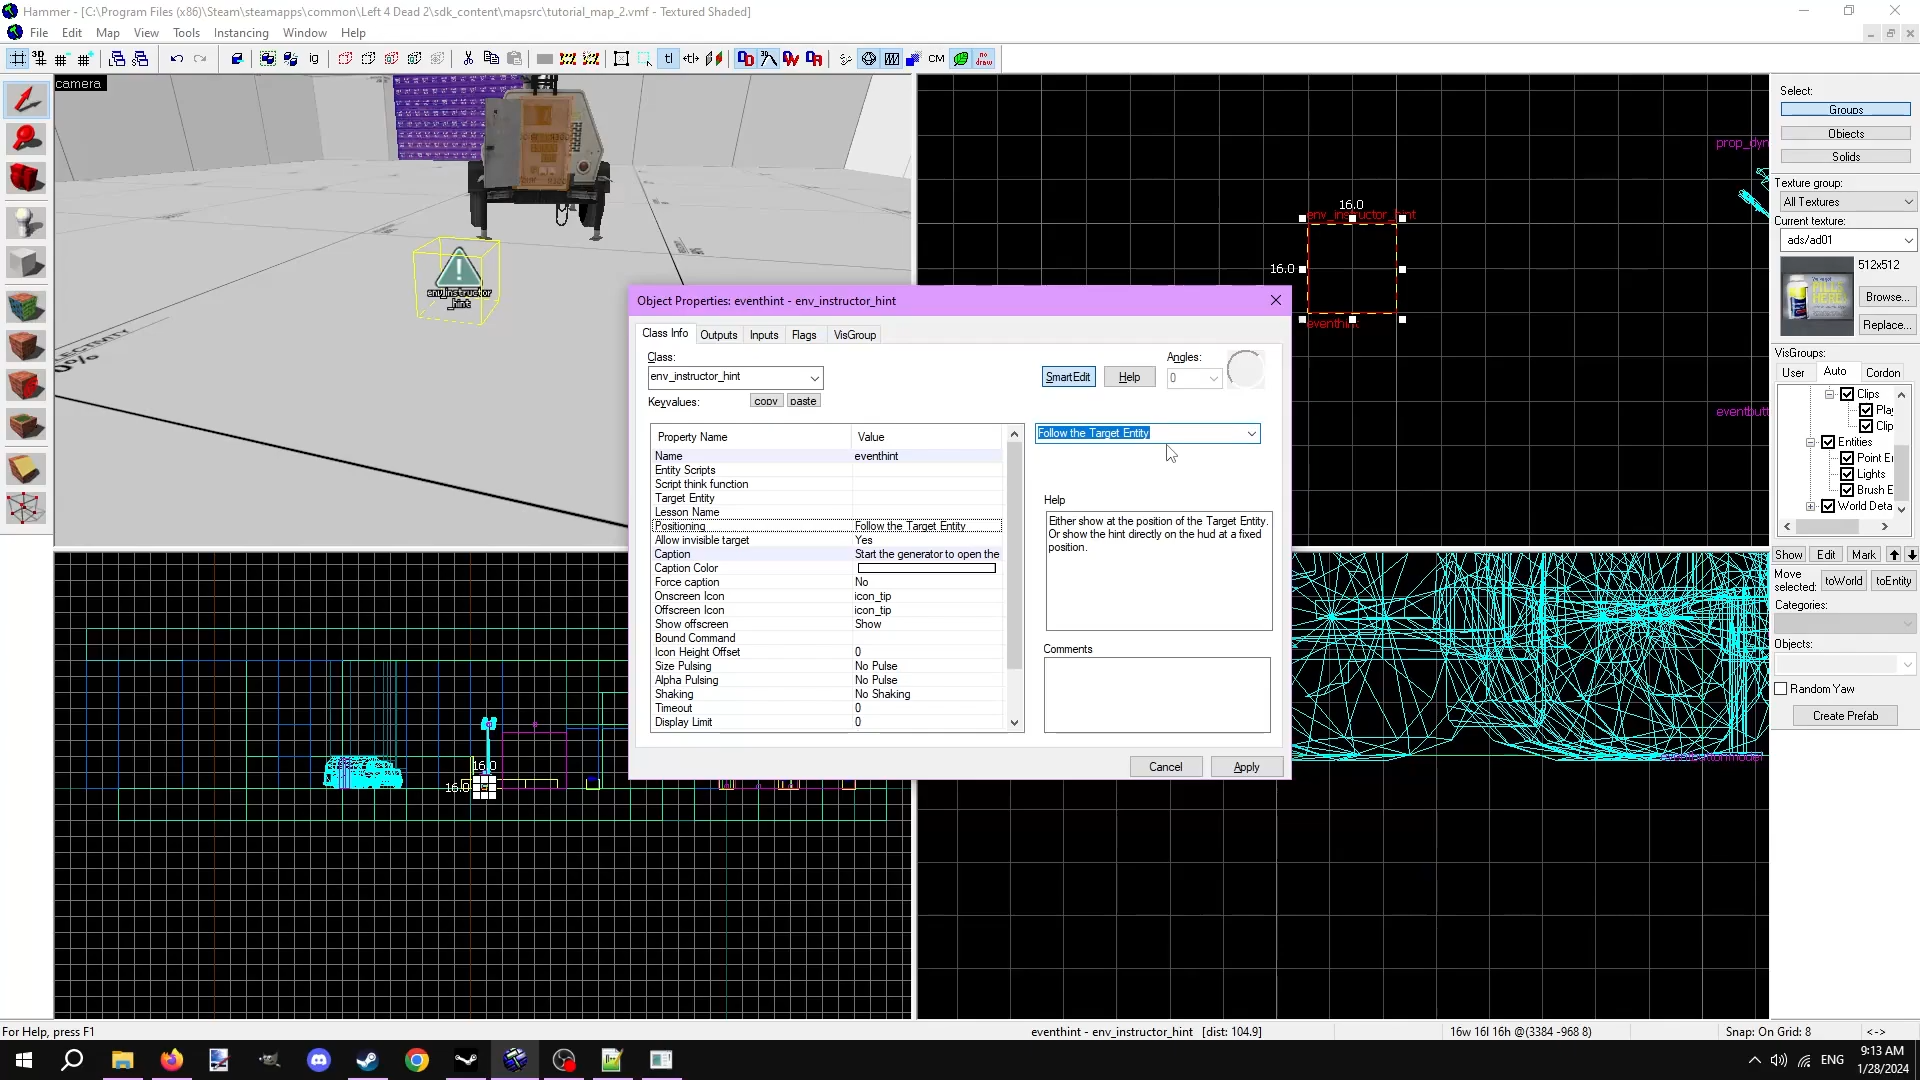 Hammer - [C:\Program Files (x86)\Steam\steamapps\common\Left 4 Dead 2\sdk_content\mapsrc\tutorial_map_2.vmf - Textured Shaded]
File Edit Map View Tools Instancing Window Help
camera
Select:
Groups
Objects
Solids
Texture group:
All Textures
Current texture:
ads/ad01
512x512
Browse...
Replace...
VisGroups:
User Auto Cordon
Clips
Entities
Lights
World Deta
Show Edit Mark
Move
selected: toWorld toEntity
Categories:
Objects:
Random Yaw
Create Prefab
env_instructor
_hint
16.0
env_instructor_hint
16.0
eventhint
Object Properties: eventhint - env_instructor_hint
Class Info Outputs Inputs Flags VisGroup
Class:
env_instructor_hint
SmartEdit Help
Angles:
0
Keyvalues: copy paste
Property Name Value
Name eventhint
Entity Scripts
Script think function
Target Entity
Lesson Name
Positioning Follow the Target Entity
Allow invisible target Yes
Caption Start the generator to open the
Caption Color
Force caption No
Onscreen Icon icon_tip
Offscreen Icon icon_tip
Show offscreen Show
Bound Command
Icon Height Offset 0
Size Pulsing No Pulse
Alpha Pulsing No Pulse
Shaking No Shaking
Timeout 0
Display Limit 0
Follow the Target Entity
Help
Either show at the position of the Target Entity.
Or show the hint directly on the hud at a fixed
position.
Comments
Cancel Apply
16.0
16.0
For Help, press F1
eventhint - env_instructor_hint [dist: 104.9]
16w 16l 16h @(3384 -968 8)
Snap: On Grid: 8
<->
ENG
9:13 AM
1/28/2024